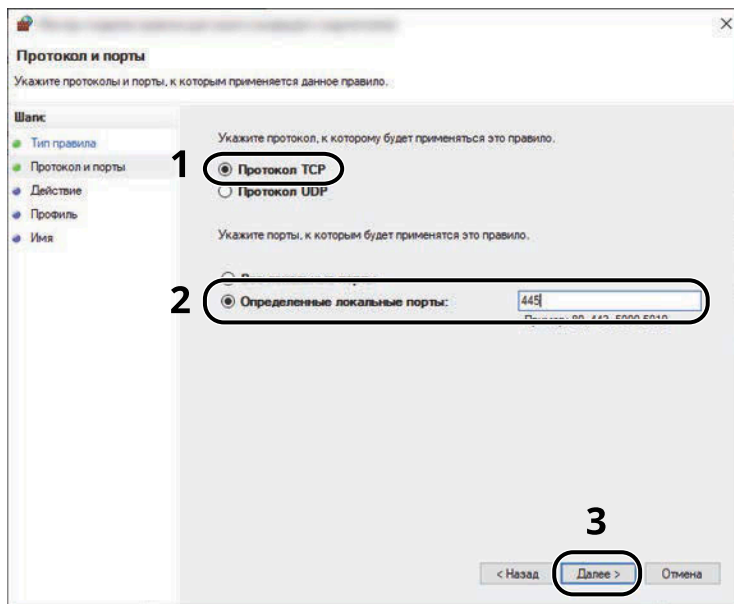 Протокол и порты
Укажите протоколы и порты, к которым применяется данное правило.
Шаги:
Тип правила
Протокол и порты
Действие
Профиль
Имя
Укажите протокол, к которому будет применяться это правило.
1
Протокол TCP
Протокол UDP
Укажите порты, к которым будет применятся это правило.
2
Определенные локальные порты:
445
3
< Назад
Далее >
Отмена